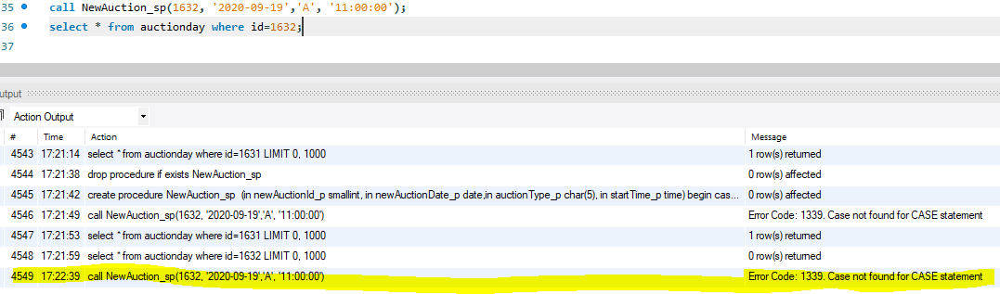 35 call NewAuction_sp(1632, '2020-09-19','A', '11:00:00');
36 select * from auctionday where id=1632;
37
utput
Action Output
# Time Action Message
4543 17:21:14 select * from auctionday where id=1631 LIMIT 0, 1000 1 row(s) returned
4544 17:21:38 drop procedure if exists NewAuction_sp 0 row(s) affected
4545 17:21:42 create procedure NewAuction_sp (in newAuctionId_p smallint, in newAuctionDate_p date,in auctionType_p char(5), in startTime_p time) begin cas... 0 row(s) affected
4546 17:21:49 call NewAuction_sp(1632, '2020-09-19','A', '11:00:00') Error Code: 1339. Case not found for CASE statement
4547 17:21:53 select * from auctionday where id=1631 LIMIT 0, 1000 1 row(s) returned
4548 17:21:59 select * from auctionday where id=1632 LIMIT 0, 1000 0 row(s) returned
4549 17:22:39 call NewAuction_sp(1632, '2020-09-19','A', '11:00:00') Error Code: 1339. Case not found for CASE statement